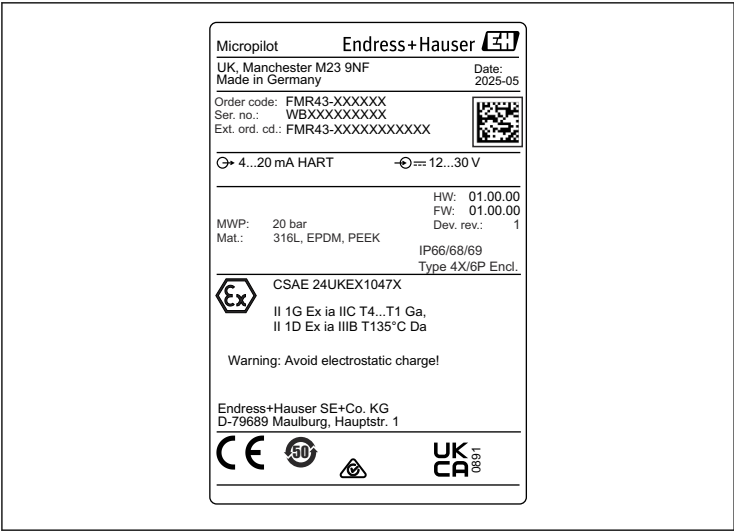 Micropilot Endress+Hauser EH
UK, Manchester M23 9NF
Made in Germany
Date:
2025-05
Order code: FMR43-XXXXXX
Ser. no.: WBXXXXXXXXX
Ext. ord. cd.: FMR43-XXXXXXXXXXX
4...20 mA HART 12...30 V
HW: 01.00.00
FW: 01.00.00
MWP: 20 bar Dev. rev.: 1
Mat.: 316L, EPDM, PEEK
IP66/68/69
Type 4X/6P Encl.
Ex
CSAE 24UKEX1047X
II 1G Ex ia IIC T4...T1 Ga,
II 1D Ex ia IIIB T135°C Da
Warning: Avoid electrostatic charge!
Endress+Hauser SE+Co. KG
D-79689 Maulburg, Hauptstr. 1
CE 50 UK
CA 0891